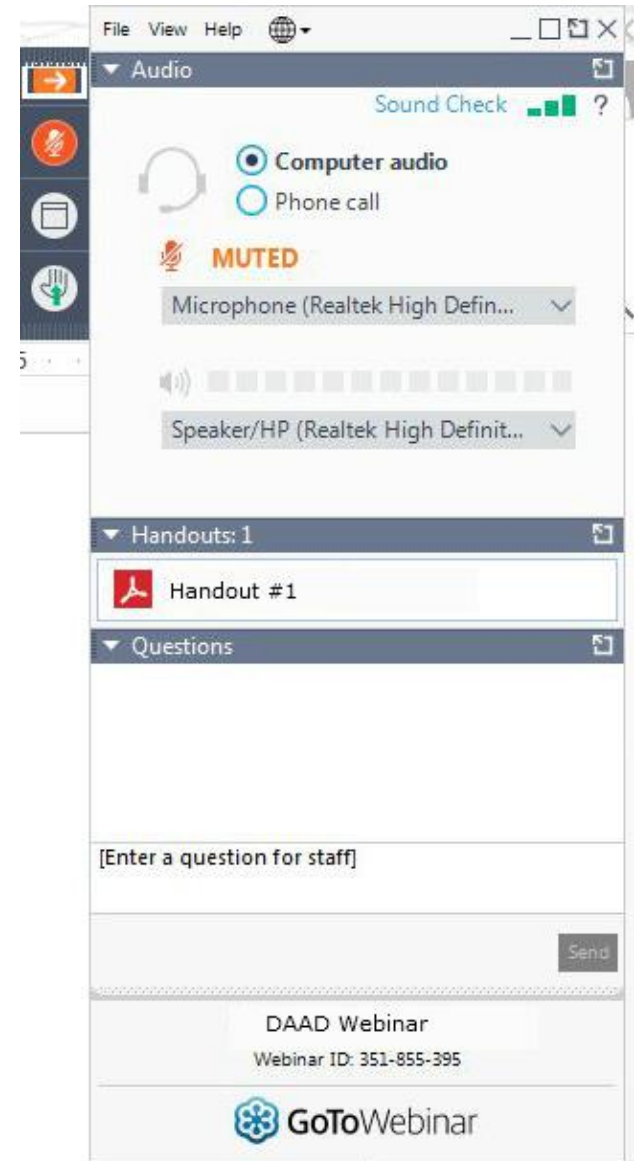 File View Help
Audio
Sound Check ?
Computer audio
Phone call
MUTED
Microphone (Realtek High Defin...
Speaker/HP (Realtek High Definit...
Handouts: 1
Handout #1
Questions
[Enter a question for staff]
Send
DAAD Webinar
Webinar ID: 351-855-395
GoToWebinar